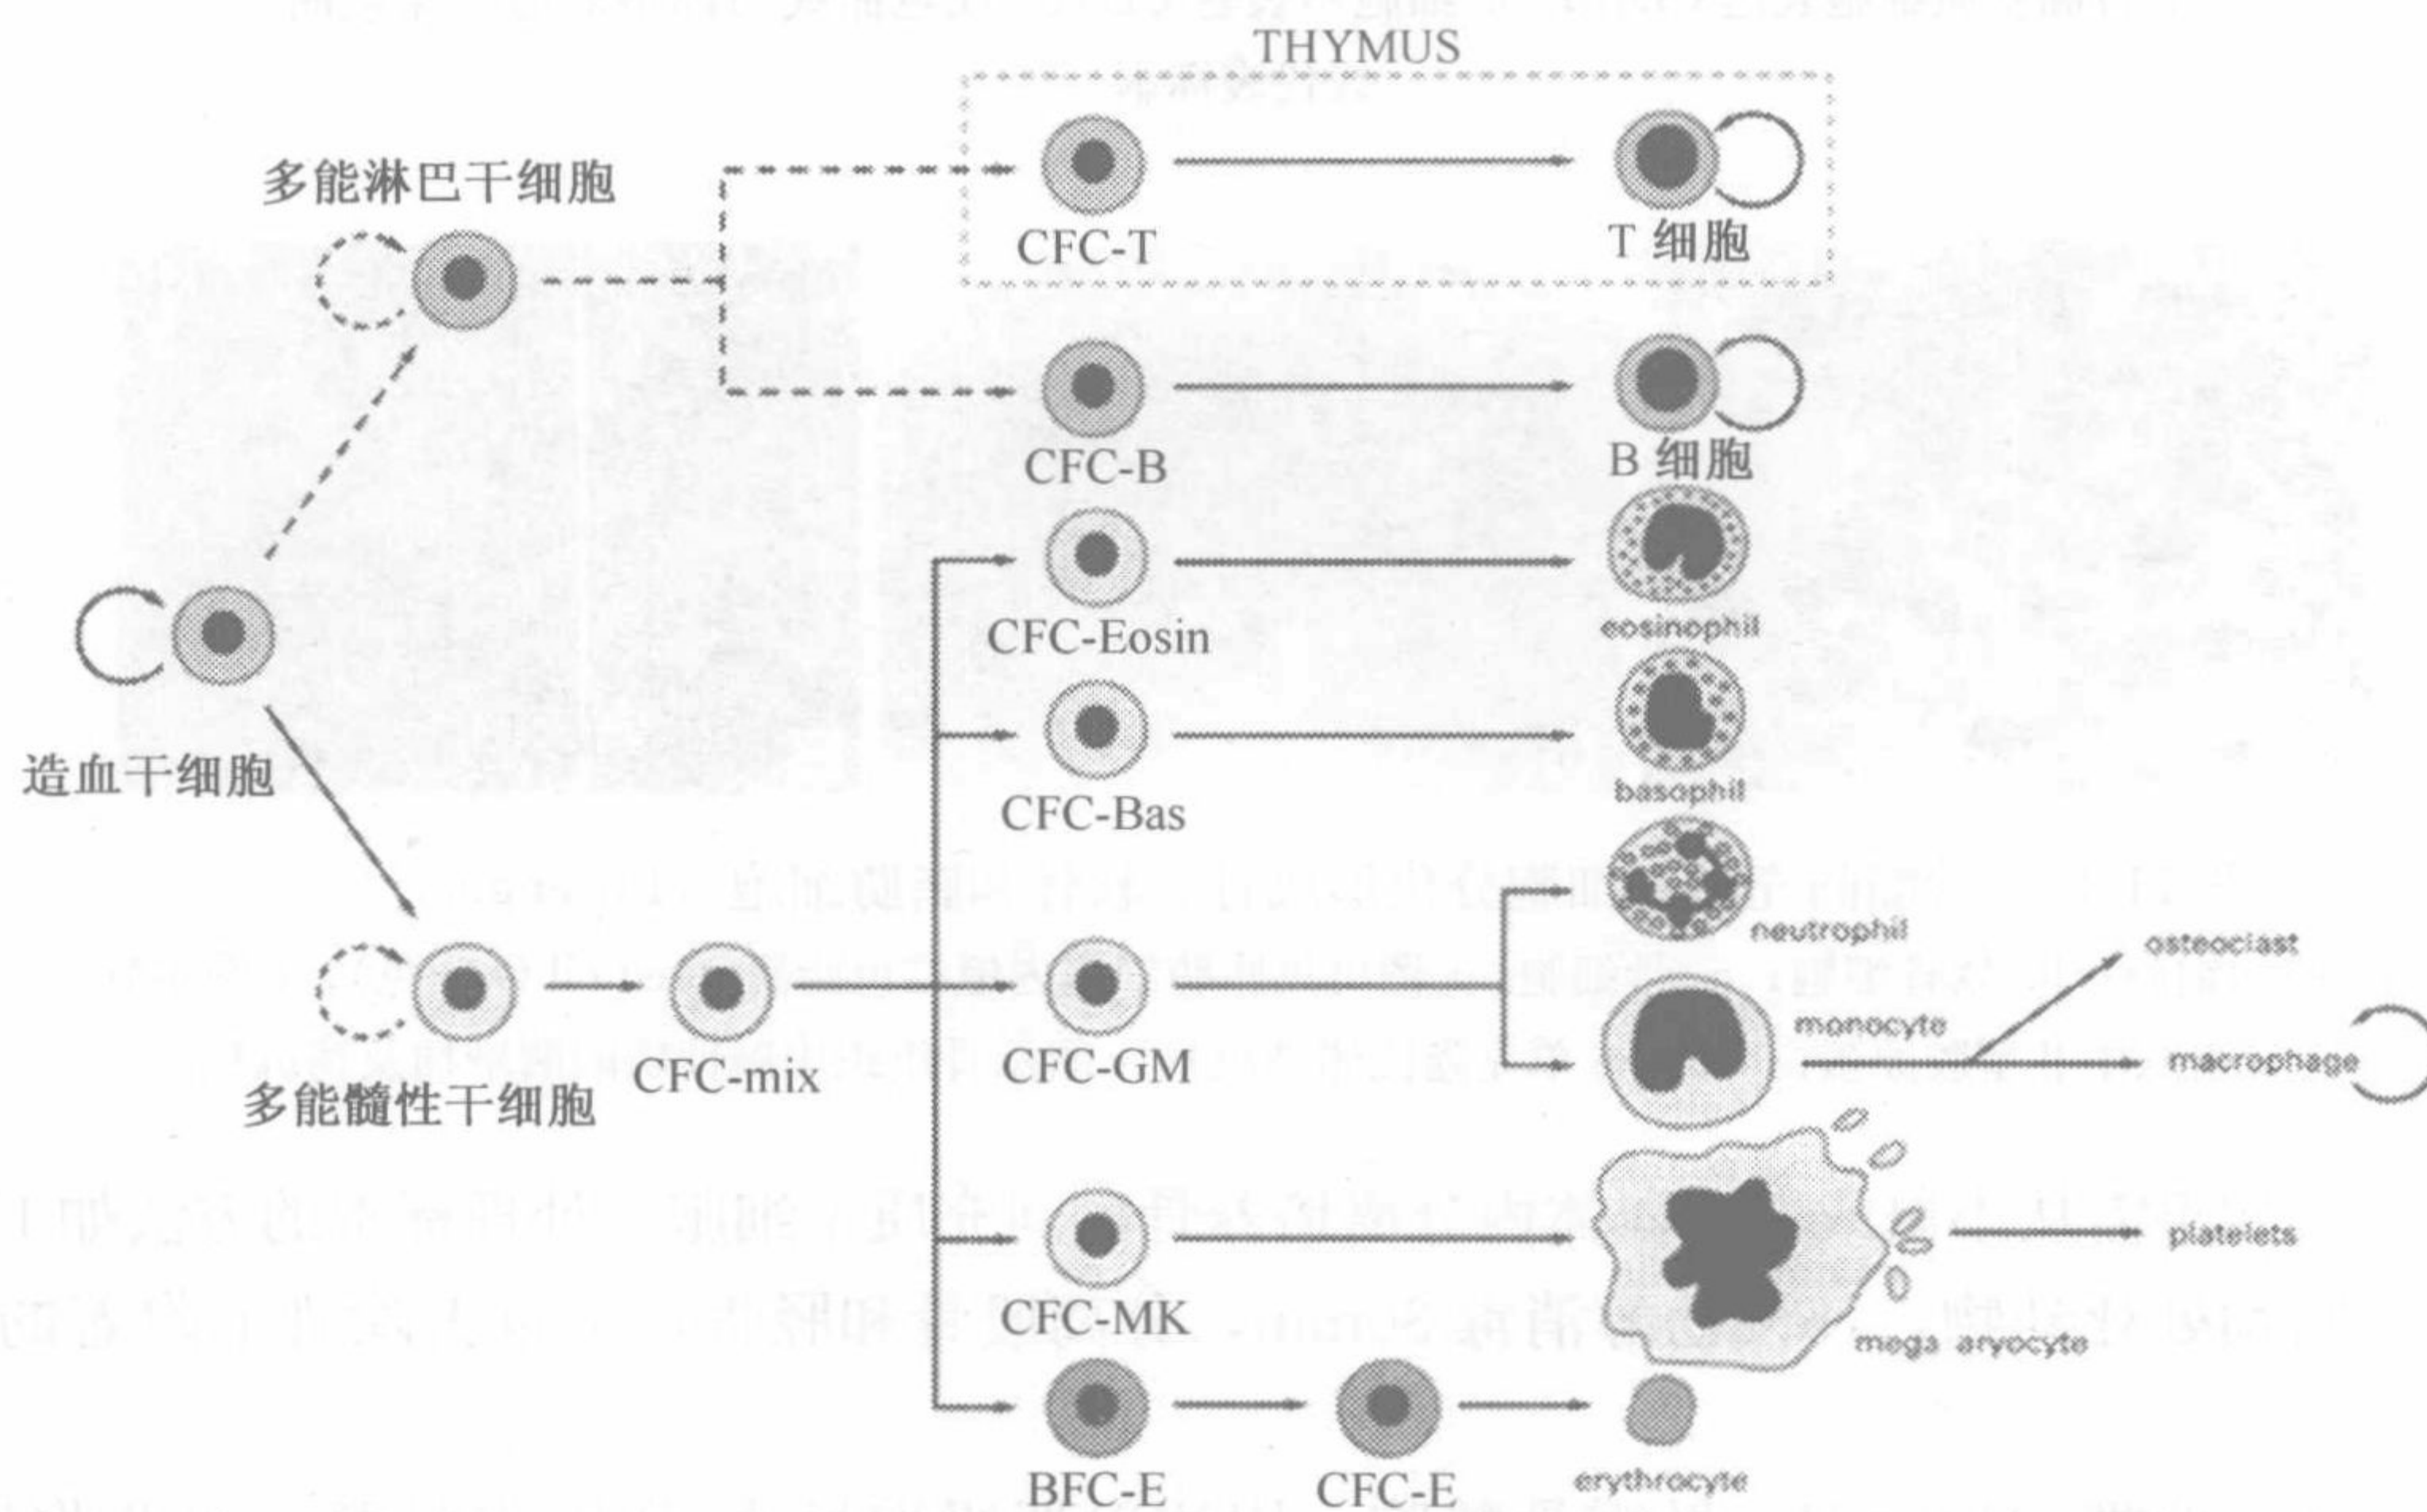 THYMUS
多能淋巴干细胞
CFC-T
T 细胞
CFC-B
B 细胞
CFC-Eosin
eosinophil
造血干细胞
CFC-Bas
basophil
neutrophil
osteoclast
多能髓性干细胞
CFC-mix
CFC-GM
monocyte
macrophage
CFC-MK
mega aryocyte
platelets
BFC-E
CFC-E
erythrocyte